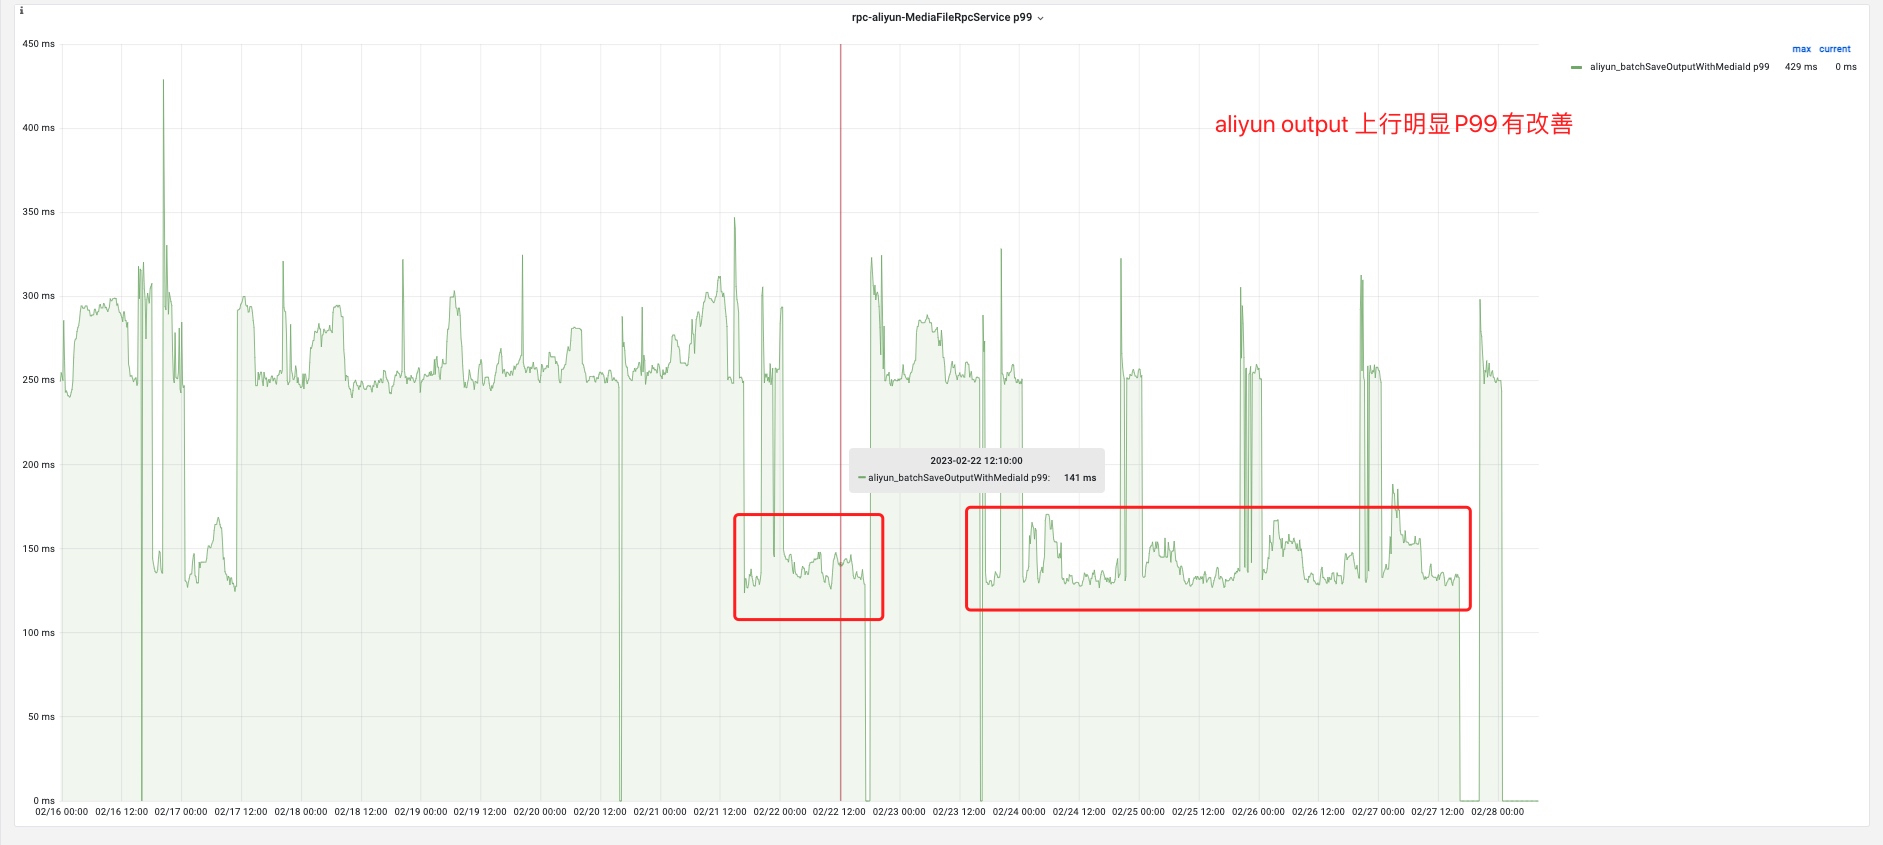 i
rpc-aliyun-MediaFileRpcService p99
max current
aliyun_batchSaveOutputWithMediaId p99 429 ms 0 ms
aliyun output 上行明显P99有改善
450 ms
400 ms
350 ms
300 ms
250 ms
200 ms
150 ms
100 ms
50 ms
0 ms
2023-02-22 12:10:00
aliyun_batchSaveOutputWithMediaId p99: 141 ms
02/16 00:00 02/16 12:00 02/17 00:00 02/17 12:00 02/18 00:00 02/18 12:00 02/19 00:00 02/19 12:00 02/20 00:00 02/20 12:00 02/21 00:00 02/21 12:00 02/22 00:00 02/22 12:00 02/23 00:00 02/23 12:00 02/24 00:00 02/24 12:00 02/25 00:00 02/25 12:00 02/26 00:00 02/26 12:00 02/27 00:00 02/27 12:00 02/28 00:00